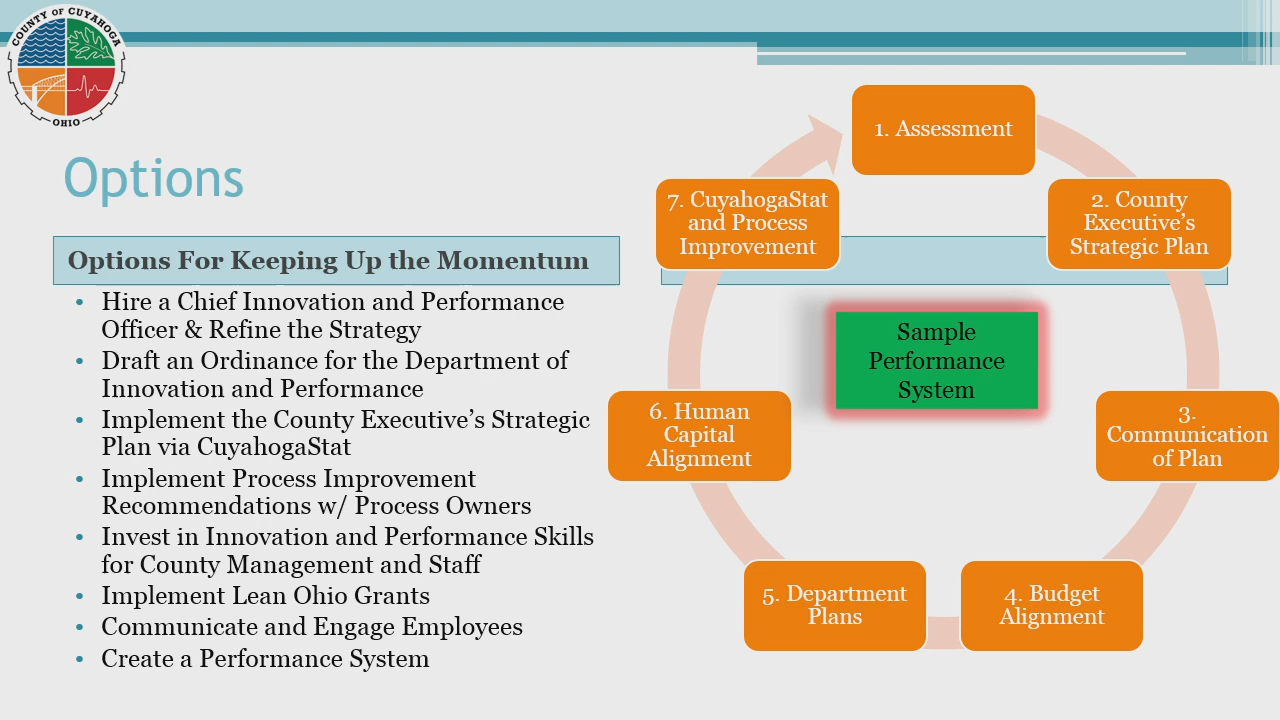 COUNTY OF CUYAHOGA
OHIO
Options
Options For Keeping Up the Momentum
• Hire a Chief Innovation and Performance
Officer & Refine the Strategy
• Draft an Ordinance for the Department of
Innovation and Performance
• Implement the County Executive’s Strategic
Plan via CuyahogaStat
• Implement Process Improvement
Recommendations w/ Process Owners
• Invest in Innovation and Performance Skills
for County Management and Staff
• Implement Lean Ohio Grants
• Communicate and Engage Employees
• Create a Performance System
1. Assessment
2. County
Executive’s
Strategic Plan
3.
Communication
of Plan
4. Budget
Alignment
5. Department
Plans
6. Human
Capital
Alignment
7. CuyahogaStat
and Process
Improvement
Sample
Performance
System